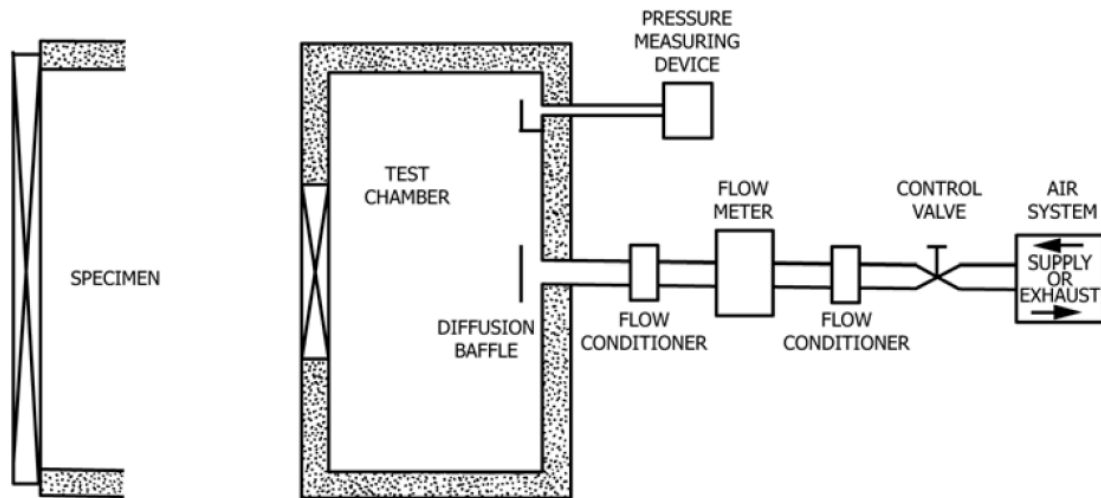 PRESSURE
MEASURING
DEVICE
TEST
CHAMBER
FLOW
METER
CONTROL
VALVE
AIR
SYSTEM
SPECIMEN
SUPPLY
OR
EXHAUST
DIFFUSION
BAFFLE
FLOW
CONDITIONER
FLOW
CONDITIONER